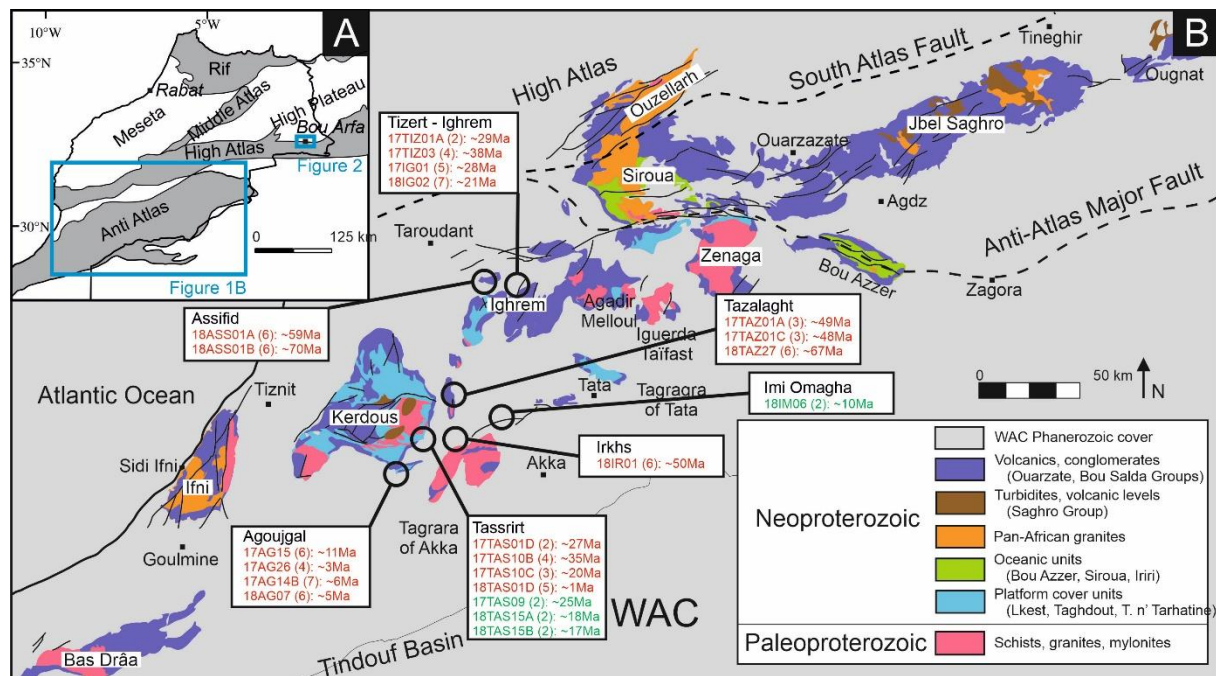 A
10°W
5°W
35°N
30°N
Rif
Rabat
Meseta
Middle Atlas
High Plateau
Bou Arfa
High Atlas
Figure 2
Anti Atlas
0
125 km
Figure 1B
B
High Atlas
South Atlas Fault
Tineghir
Ougnat
Ouzellarh
Jbel Saghro
Ouarzazate
Siroua
Agdz
Anti-Atlas Major Fault
Tizert - Ighrem
17TIZ01A (2): ~29Ma
17TIZ03 (4): ~38Ma
17IG01 (5): ~28Ma
18IG02 (7): ~21Ma
Taroudant
Zenaga
Bou Azzer
Zagora
Ighrem
Agadir
Melloul
Iguerda
Taïfast
Assifid
18ASS01A (6): ~59Ma
18ASS01B (6): ~70Ma
Tazalaght
17TAZ01A (3): ~49Ma
17TAZ01C (3): ~48Ma
18TAZ27 (6): ~67Ma
Atlantic Ocean
Tiznit
Tata
Tagragra
of Tata
Imi Omagha
18IM06 (2): ~10Ma
0
50 km
N
Kerdous
Sidi Ifni
Ifni
Irkhs
18IR01 (6): ~50Ma
Akka
Goulmine
Agoujgal
17AG15 (6): ~11Ma
17AG26 (4): ~3Ma
17AG14B (7): ~6Ma
18AG07 (6): ~5Ma
Tagrara
of Akka
Tassrirt
17TAS01D (2): ~27Ma
17TAS10B (4): ~35Ma
17TAS10C (3): ~20Ma
18TAS01D (5): ~1Ma
17TAS09 (2): ~25Ma
18TAS15A (2): ~18Ma
18TAS15B (2): ~17Ma
WAC
Tindouf Basin
Bas Drâa
WAC Phanerozoic cover
Neoproterozoic
Volcanics, conglomerates
(Ouarzate, Bou Salda Groups)
Turbidites, volcanic levels
(Saghro Group)
Pan-African granites
Oceanic units
(Bou Azzer, Siroua, Iriri)
Platform cover units
(Lkest, Taghdout, T. n' Tarhatine)
Paleoproterozoic
Schists, granites, mylonites